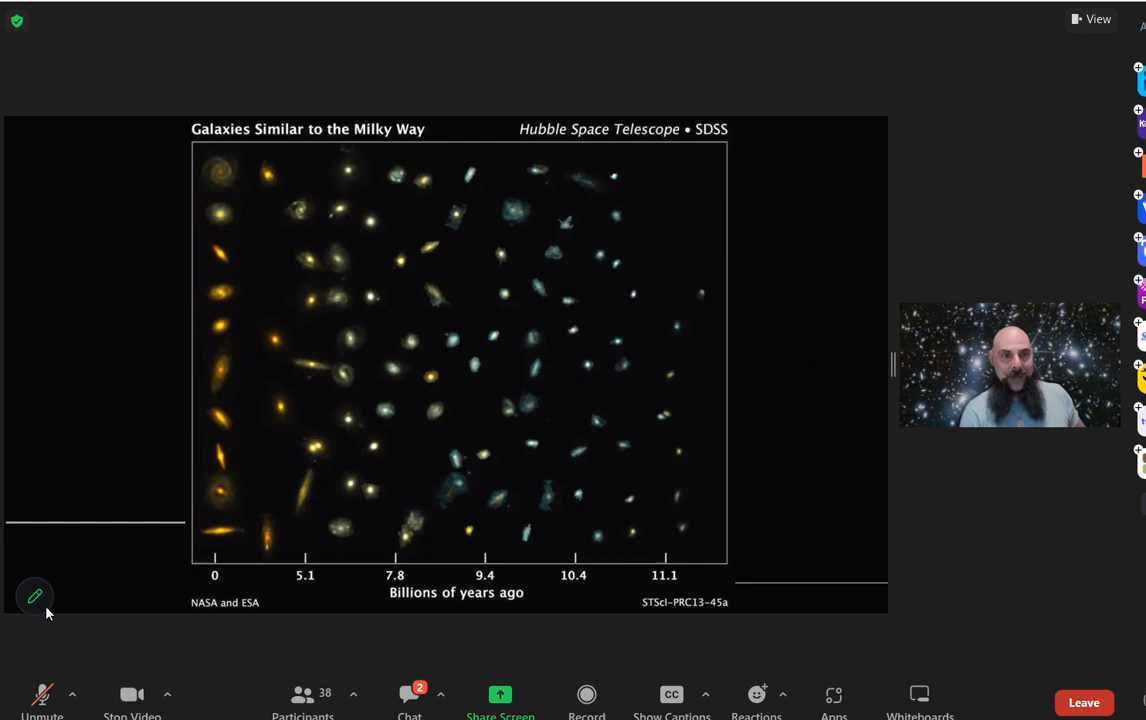 View
Galaxies Similar to the Milky Way
Hubble Space Telescope • SDSS
0 5.1 7.8 9.4 10.4 11.1
Billions of years ago
NASA and ESA
STScI-PRC13-45a
38
2
CC
Unmute
Stop Video
Participants
Chat
Share Screen
Record
Show Captions
Reactions
Apps
Whiteboards
Leave